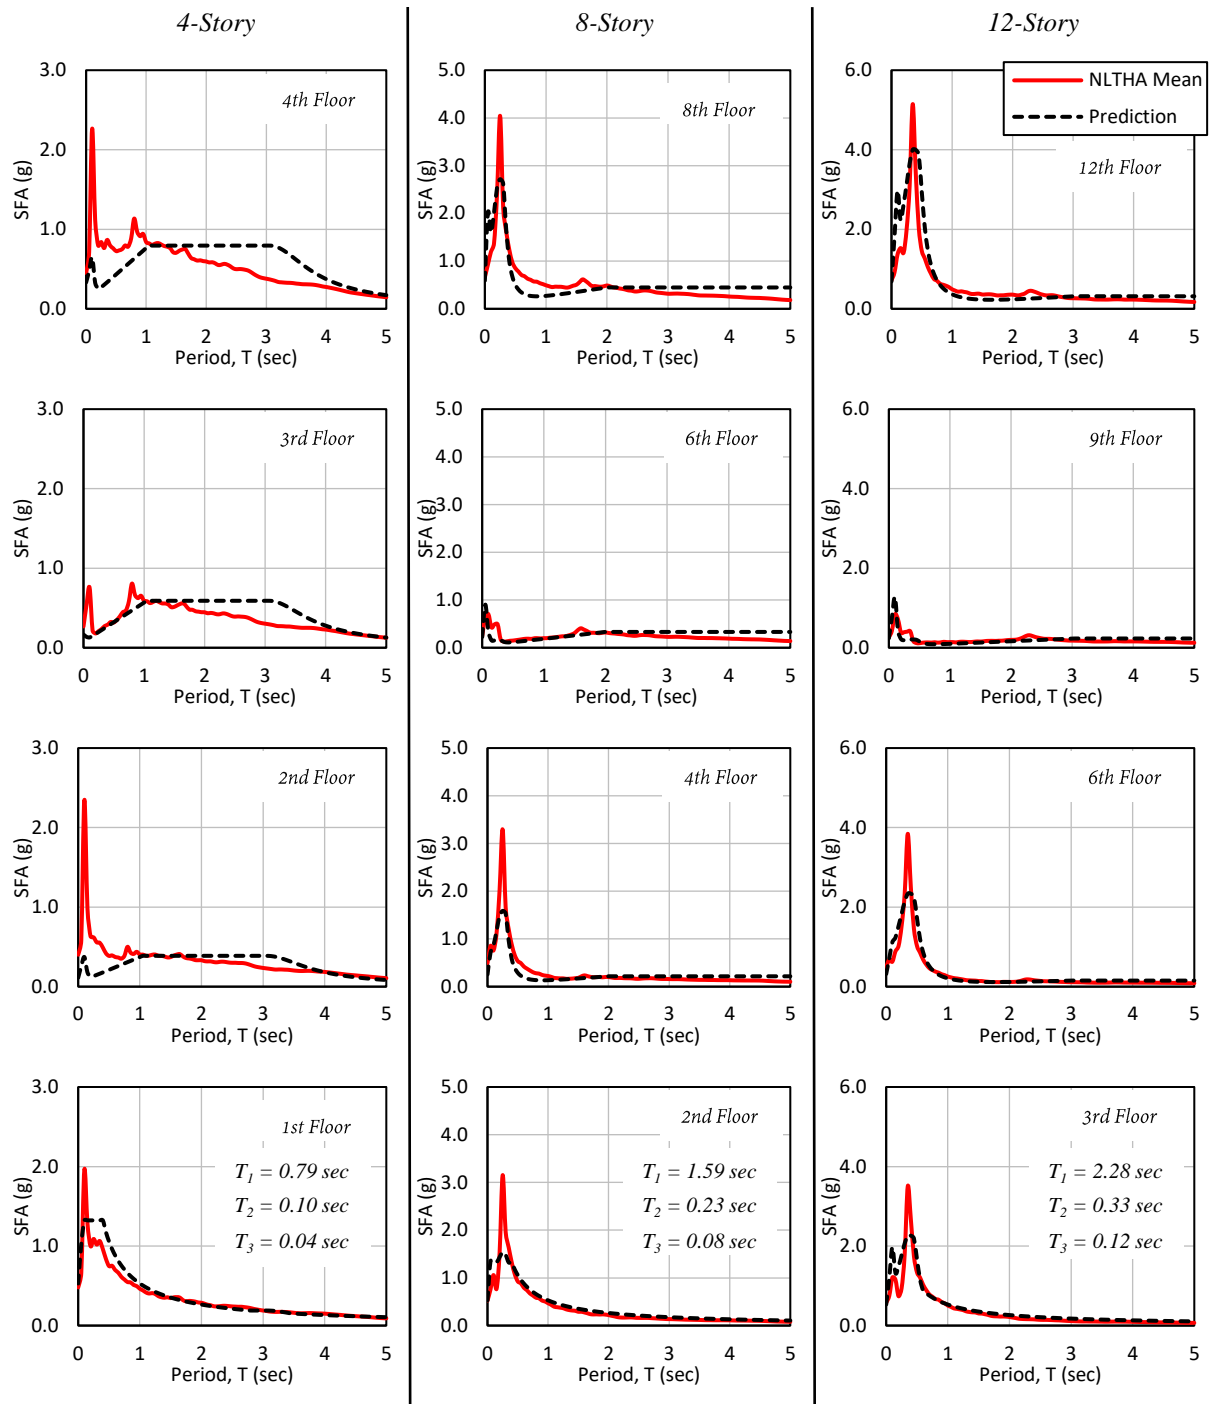 4-Story
8-Story
12-Story
3.0
2.0
1.0
0.0
SFA (g)
4th Floor
0 1 2 3 4 5
Period, T (sec)
5.0
4.0
3.0
2.0
1.0
0.0
SFA (g)
8th Floor
0 1 2 3 4 5
Period, T (sec)
6.0
4.0
2.0
0.0
SFA (g)
NLTHA Mean
Prediction
12th Floor
0 1 2 3 4 5
Period, T (sec)
3.0
2.0
1.0
0.0
SFA (g)
3rd Floor
0 1 2 3 4 5
Period, T (sec)
5.0
4.0
3.0
2.0
1.0
0.0
SFA (g)
6th Floor
0 1 2 3 4 5
Period, T (sec)
6.0
4.0
2.0
0.0
SFA (g)
9th Floor
0 1 2 3 4 5
Period, T (sec)
3.0
2.0
1.0
0.0
SFA (g)
2nd Floor
0 1 2 3 4 5
Period, T (sec)
5.0
4.0
3.0
2.0
1.0
0.0
SFA (g)
4th Floor
0 1 2 3 4 5
Period, T (sec)
6.0
4.0
2.0
0.0
SFA (g)
6th Floor
0 1 2 3 4 5
Period, T (sec)
3.0
2.0
1.0
0.0
SFA (g)
1st Floor
T1 = 0.79 sec
T2 = 0.10 sec
T3 = 0.04 sec
0 1 2 3 4 5
Period, T (sec)
5.0
4.0
3.0
2.0
1.0
0.0
SFA (g)
2nd Floor
T1 = 1.59 sec
T2 = 0.23 sec
T3 = 0.08 sec
0 1 2 3 4 5
Period, T (sec)
6.0
4.0
2.0
0.0
SFA (g)
3rd Floor
T1 = 2.28 sec
T2 = 0.33 sec
T3 = 0.12 sec
0 1 2 3 4 5
Period, T (sec)